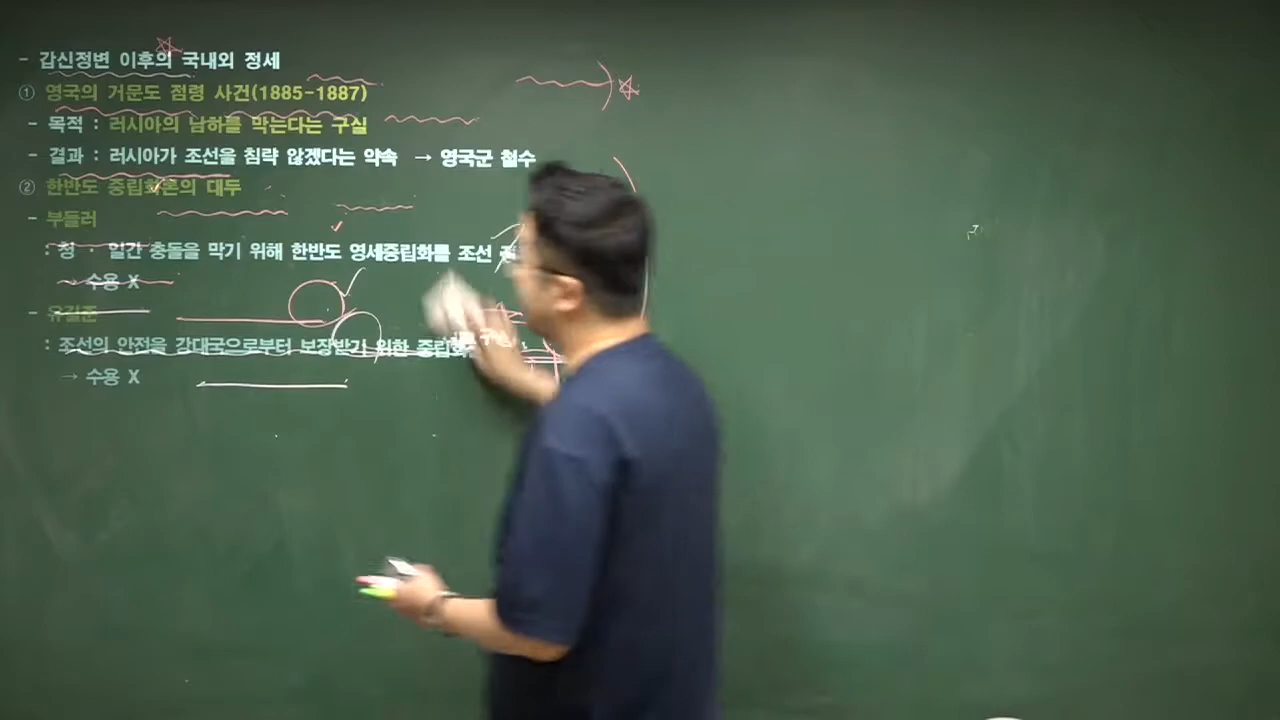 - 갑신정변 이후의 국내외 정세
① 영국의 거문도 점령 사건(1885-1887)
- 목적 : 러시아의 남하를 막는다는 구실
- 결과 : 러시아가 조선을 침략 않겠다는 약속 → 영국군 철수
② 한반도 중립화론의 대두
- 부들러
: 청 · 일간 충돌을 막기 위해 한반도 영세중립화를 조선
→ 수용 X
- 유길준
: 조선의 안전을 강대국으로부터 보장받기 위한 중립화
→ 수용 X